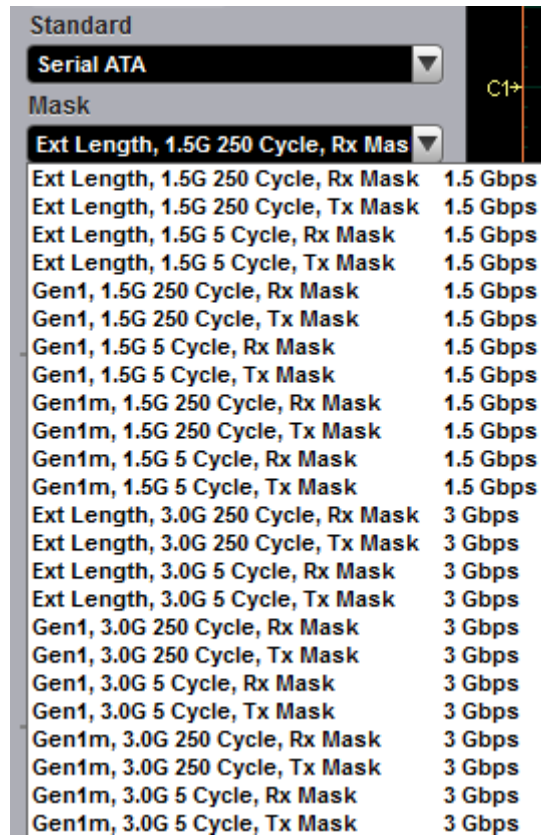 Standard
Serial ATA
C1
Mask
Ext Length, 1.5G 250 Cycle, Rx Mas
Ext Length, 1.5G 250 Cycle, Rx Mask 1.5 Gbps
Ext Length, 1.5G 250 Cycle, Tx Mask 1.5 Gbps
Ext Length, 1.5G 5 Cycle, Rx Mask 1.5 Gbps
Ext Length, 1.5G 5 Cycle, Tx Mask 1.5 Gbps
Gen1, 1.5G 250 Cycle, Rx Mask 1.5 Gbps
Gen1, 1.5G 250 Cycle, Tx Mask 1.5 Gbps
Gen1, 1.5G 5 Cycle, Rx Mask 1.5 Gbps
Gen1, 1.5G 5 Cycle, Tx Mask 1.5 Gbps
Gen1m, 1.5G 250 Cycle, Rx Mask 1.5 Gbps
Gen1m, 1.5G 250 Cycle, Tx Mask 1.5 Gbps
Gen1m, 1.5G 5 Cycle, Rx Mask 1.5 Gbps
Gen1m, 1.5G 5 Cycle, Tx Mask 1.5 Gbps
Ext Length, 3.0G 250 Cycle, Rx Mask 3 Gbps
Ext Length, 3.0G 250 Cycle, Tx Mask 3 Gbps
Ext Length, 3.0G 5 Cycle, Rx Mask 3 Gbps
Ext Length, 3.0G 5 Cycle, Tx Mask 3 Gbps
Gen1, 3.0G 250 Cycle, Rx Mask 3 Gbps
Gen1, 3.0G 250 Cycle, Tx Mask 3 Gbps
Gen1, 3.0G 5 Cycle, Rx Mask 3 Gbps
Gen1, 3.0G 5 Cycle, Tx Mask 3 Gbps
Gen1m, 3.0G 250 Cycle, Rx Mask 3 Gbps
Gen1m, 3.0G 250 Cycle, Tx Mask 3 Gbps
Gen1m, 3.0G 5 Cycle, Rx Mask 3 Gbps
Gen1m, 3.0G 5 Cycle, Tx Mask 3 Gbps